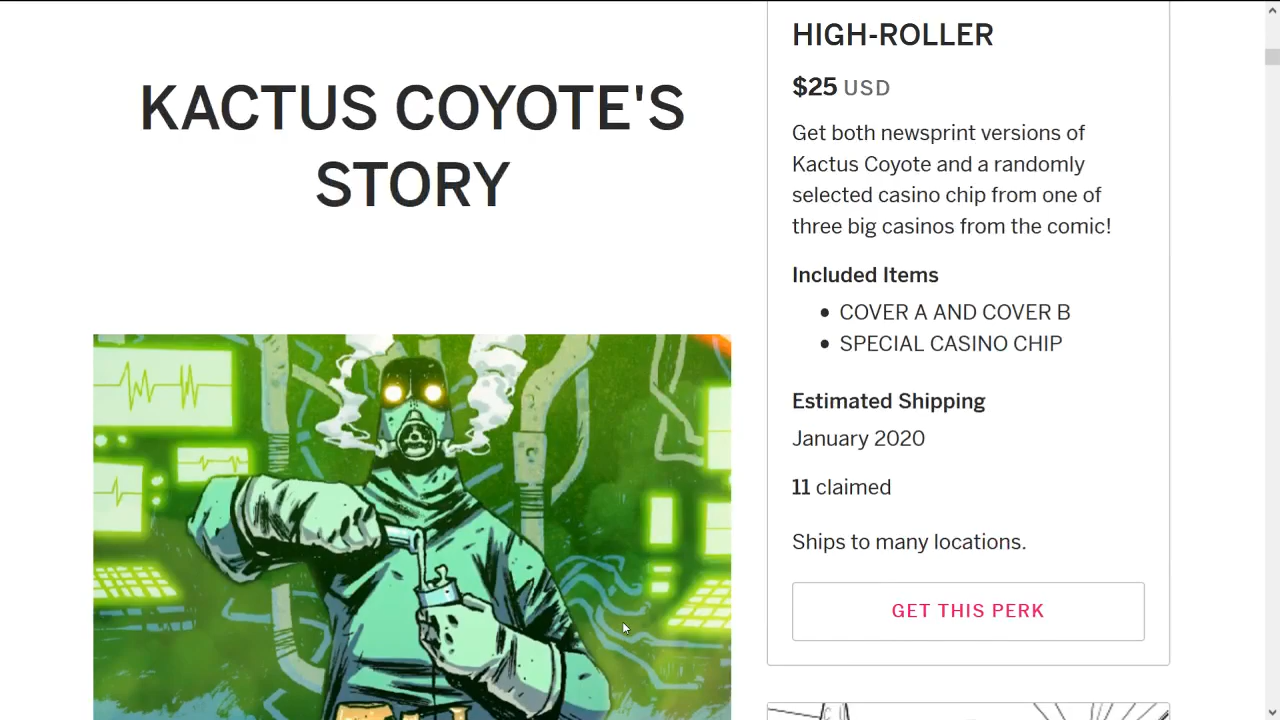 KACTUS COYOTE'S
STORY
HIGH-ROLLER
$25 USD
Get both newsprint versions of
Kactus Coyote and a randomly
selected casino chip from one of
three big casinos from the comic!
Included Items
• COVER A AND COVER B
• SPECIAL CASINO CHIP
Estimated Shipping
January 2020
11 claimed
Ships to many locations.
GET THIS PERK